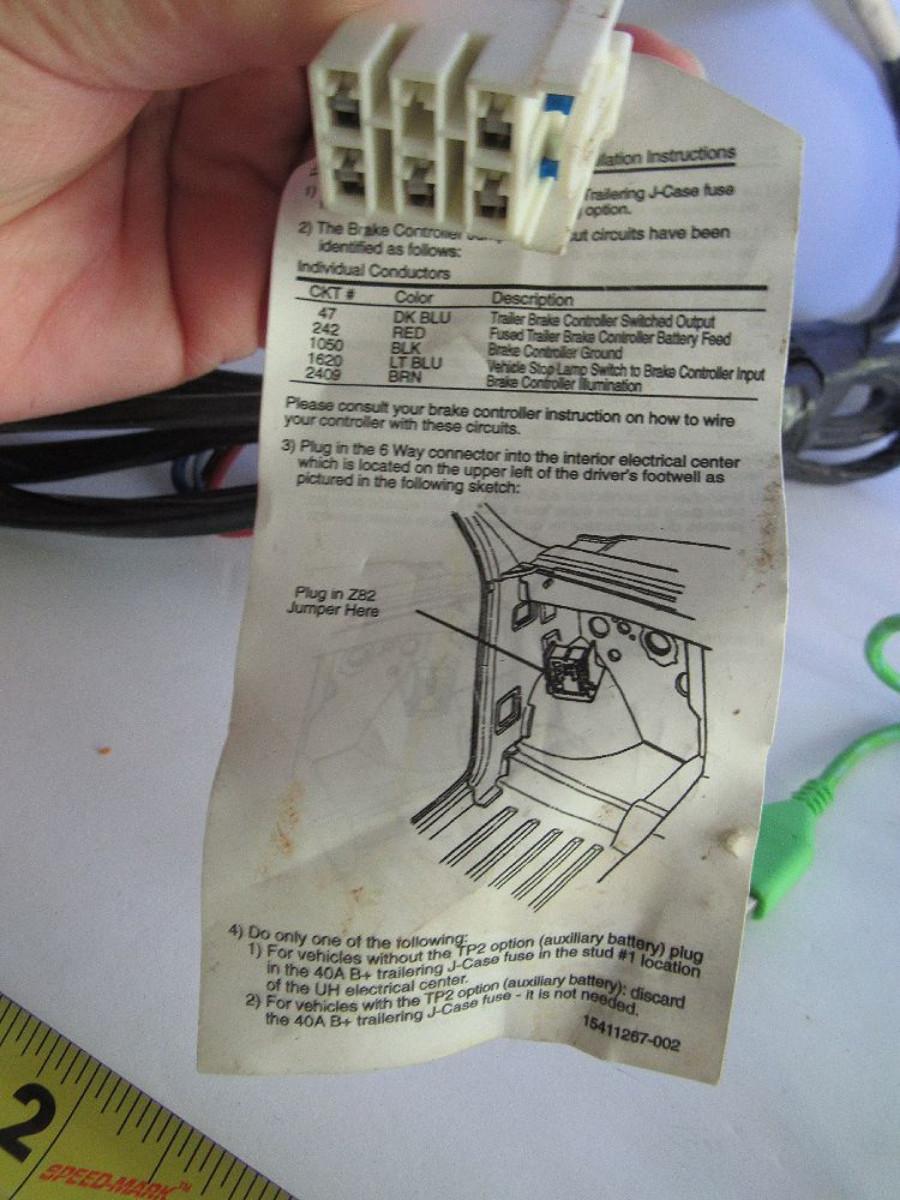 lation Instructions
1) Trailering J-Case fuse
option.
2) The Brake Controller ut circuits have been
identified as follows:
Individual Conductors
CKT # Color Description
47 DK BLU Trailer Brake Controller Switched Output
242 RED Fused Trailer Brake Controller Battery Feed
1050 BLK Brake Controller Ground
1620 LT BLU Vehicle Stop Lamp Switch to Brake Controller Input
2409 BRN Brake Controller Illumination
Please consult your brake controller instruction on how to wire
your controller with these circuits.
3) Plug in the 6 Way connector into the interior electrical center
which is located on the upper left of the driver's footwell as
pictured in the following sketch:
Plug in Z82
Jumper Here
4) Do only one of the following:
1) For vehicles without the TP2 option (auxiliary battery) plug
in the 40A B+ trailering J-Case fuse in the stud #1 location
of the UH electrical center.
2) For vehicles with the TP2 option (auxiliary battery): discard
the 40A B+ trailering J-Case fuse - it is not needed.
15411267-002
2
SPEED-MARK™